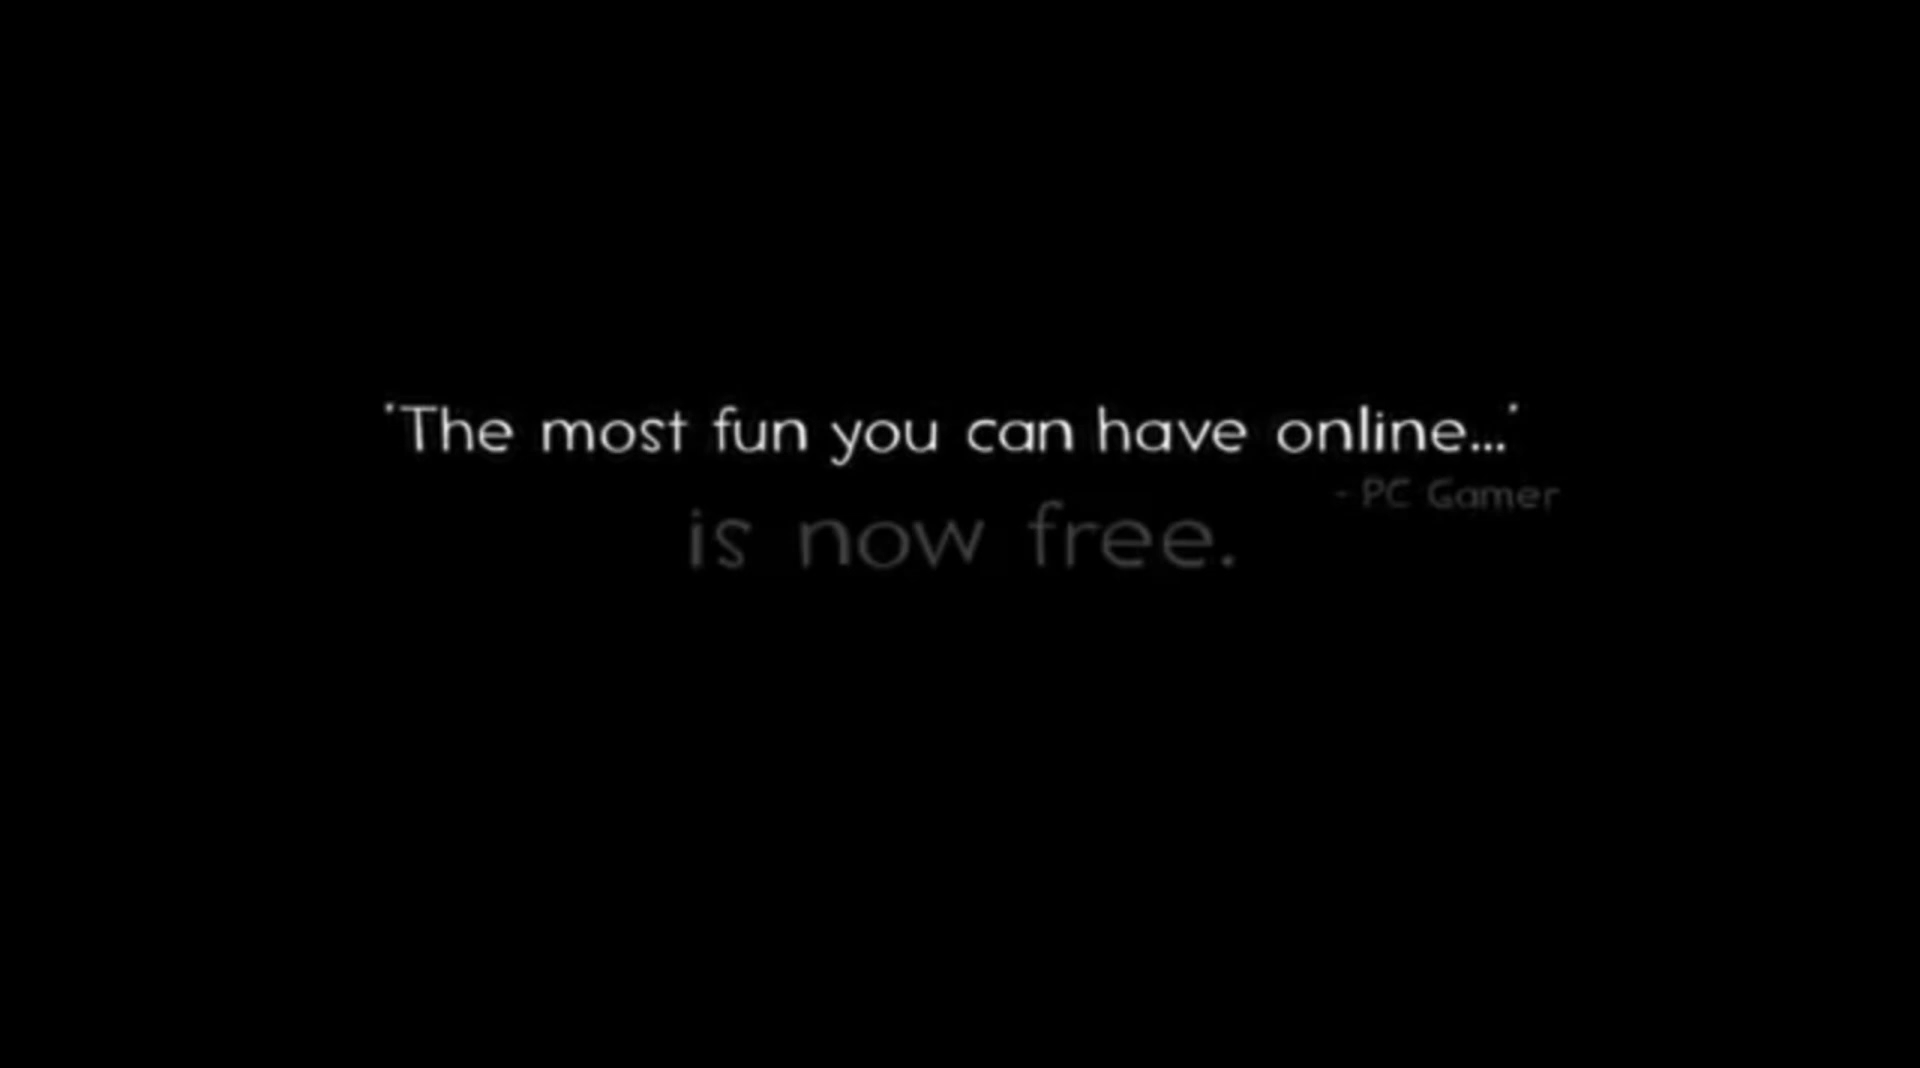 "The most fun you can have online..."
- PC Gamer
is now free.